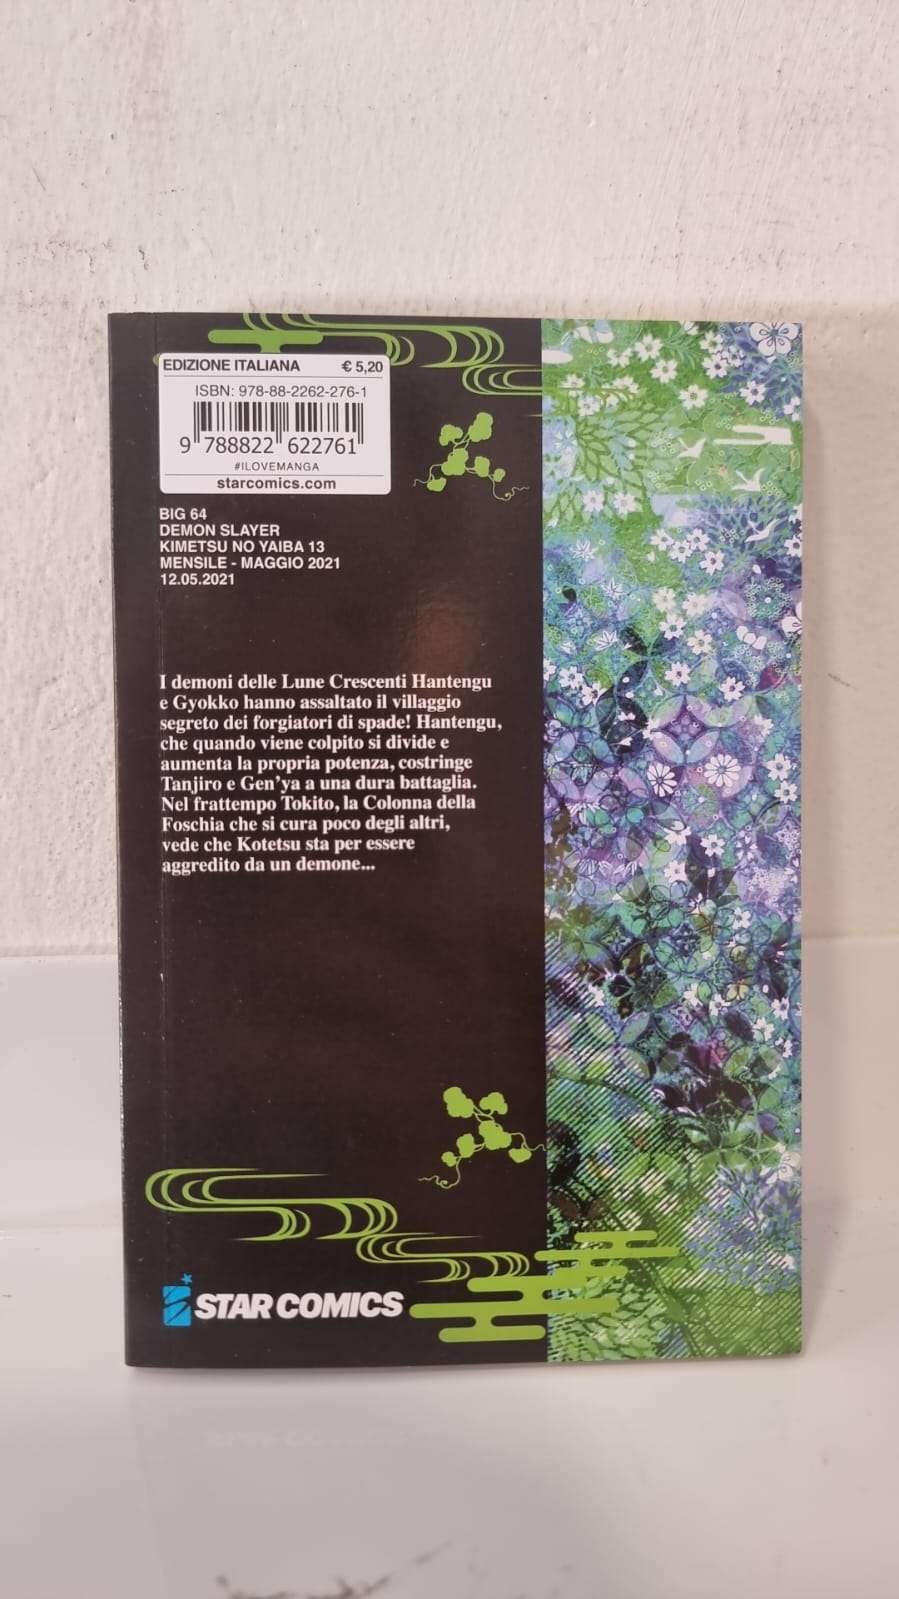 EDIZIONE ITALIANA € 5,20
ISBN: 978-88-2262-276-1
9 788822 622761
#ILOVEMANGA
starcomics.com
BIG 64
DEMON SLAYER
KIMETSU NO YAIBA 13
MENSILE - MAGGIO 2021
12.05.2021
I demoni delle Lune Crescenti Hantengu
e Gyokko hanno assaltato il villaggio
segreto dei forgiatori di spade! Hantengu,
che quando viene colpito si divide e
aumenta la propria potenza, costringe
Tanjiro e Gen'ya a una dura battaglia.
Nel frattempo Tokito, la Colonna della
Foschia che si cura poco degli altri,
vede che Kotetsu sta per essere
aggredito da un demone...
STAR COMICS